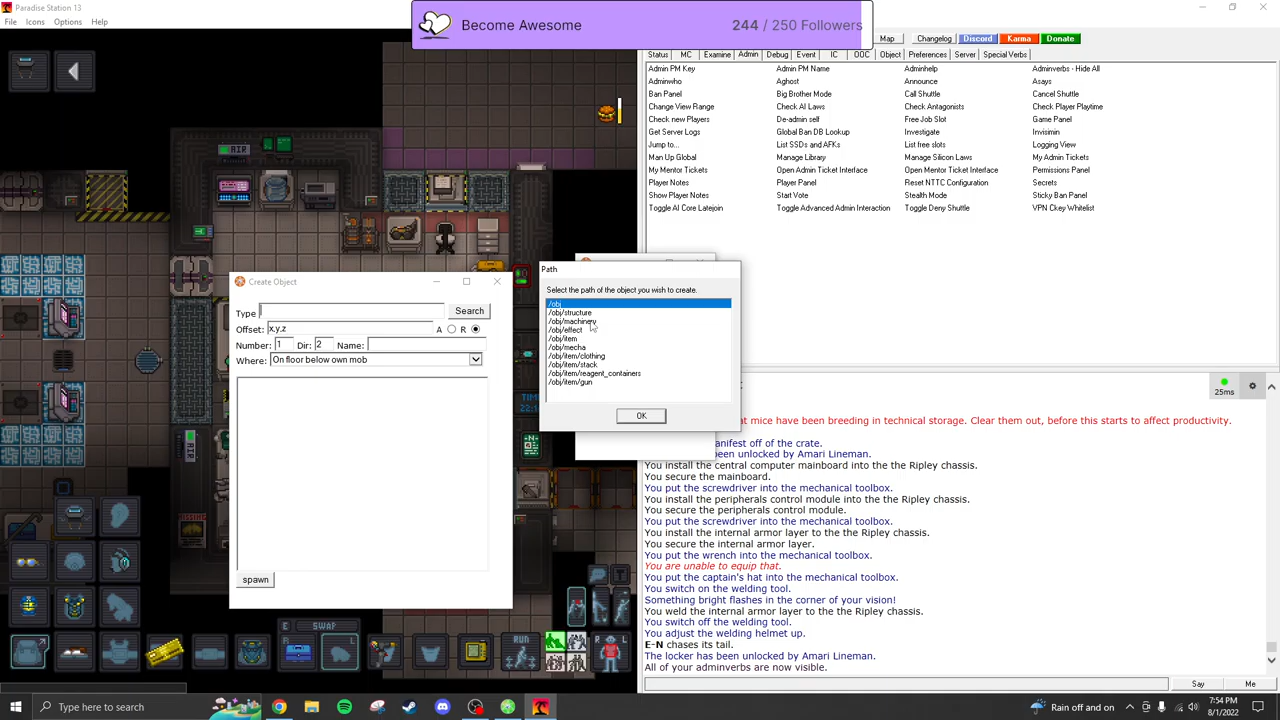 Paradise Station 13
File Icons Options Help
Become Awesome 244 / 250 Followers
Map Changelog Discord Karma Donate
Status MC Examine Admin Debug Event IC OOC Object Preferences Server Special Verbs
Admin PM Key Admin PM Name Adminhelp Adminverbs - Hide All
Adminwho Aghost Announce Asays
Ban Panel Big Brother Mode Call Shuttle Cancel Shuttle
Change View Range Check AI Laws Check Antagonists Check Player Playtime
Check new Players De-admin self Free Job Slot Game Panel
Get Server Logs Global Ban DB Lookup Investigate Invisimin
Jump to... List SSDs and AFKs List free slots Logging View
Man Up Global Manage Library Manage Silicon Laws My Admin Tickets
My Mentor Tickets Open Admin Ticket Interface Open Mentor Ticket Interface Permissions Panel
Player Notes Player Panel Reset NTTC Configuration Secrets
Show Player Notes Start Vote Stealth Mode Sticky Ban Panel
Toggle AI Core Latejoin Toggle Advanced Admin Interaction Toggle Deny Shuttle VPN Ckey Whitelist
AIR
Create Object
Type Search
Offset: x,y,z A R
Number: 1 Dir: 2 Name:
Where: On floor below own mob
spawn
Path
Select the path of the object you wish to create.
/obj
/obj/structure
/obj/machinery
/obj/effect
/obj/item
/obj/mecha
/obj/item/clothing
/obj/item/stack
/obj/item/reagent_containers
/obj/item/gun
OK
TIM
22:1
-N-
MISSING
E SWAP
R L
RUN
R L
25ms
at mice have been breeding in technical storage. Clear them out, before this starts to affect productivity.
anifest off of the crate.
een unlocked by Amari Lineman.
You install the central computer mainboard into the the Ripley chassis.
You secure the mainboard.
You put the screwdriver into the mechanical toolbox.
You install the peripherals control module into the the Ripley chassis.
You secure the peripherals control module.
You put the screwdriver into the mechanical toolbox.
You install the internal armor layer to the the Ripley chassis.
You secure the internal armor layer.
You put the wrench into the mechanical toolbox.
You are unable to equip that.
You put the captain's hat into the mechanical toolbox.
You switch on the welding tool.
Something bright flashes in the corner of your vision!
You weld the internal armor layer to the the Ripley chassis.
You switch off the welding tool.
You adjust the welding helmet up.
E-N chases its tail.
The locker has been unlocked by Amari Lineman.
All of your adminverbs are now visible.
Say Me
Type here to search
Rain off and on
7:54 PM
8/1/2022